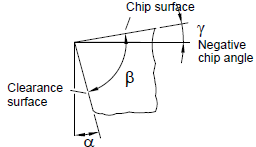 Chip surface
γ
Negative
chip angle
Clearance
surface
β
α